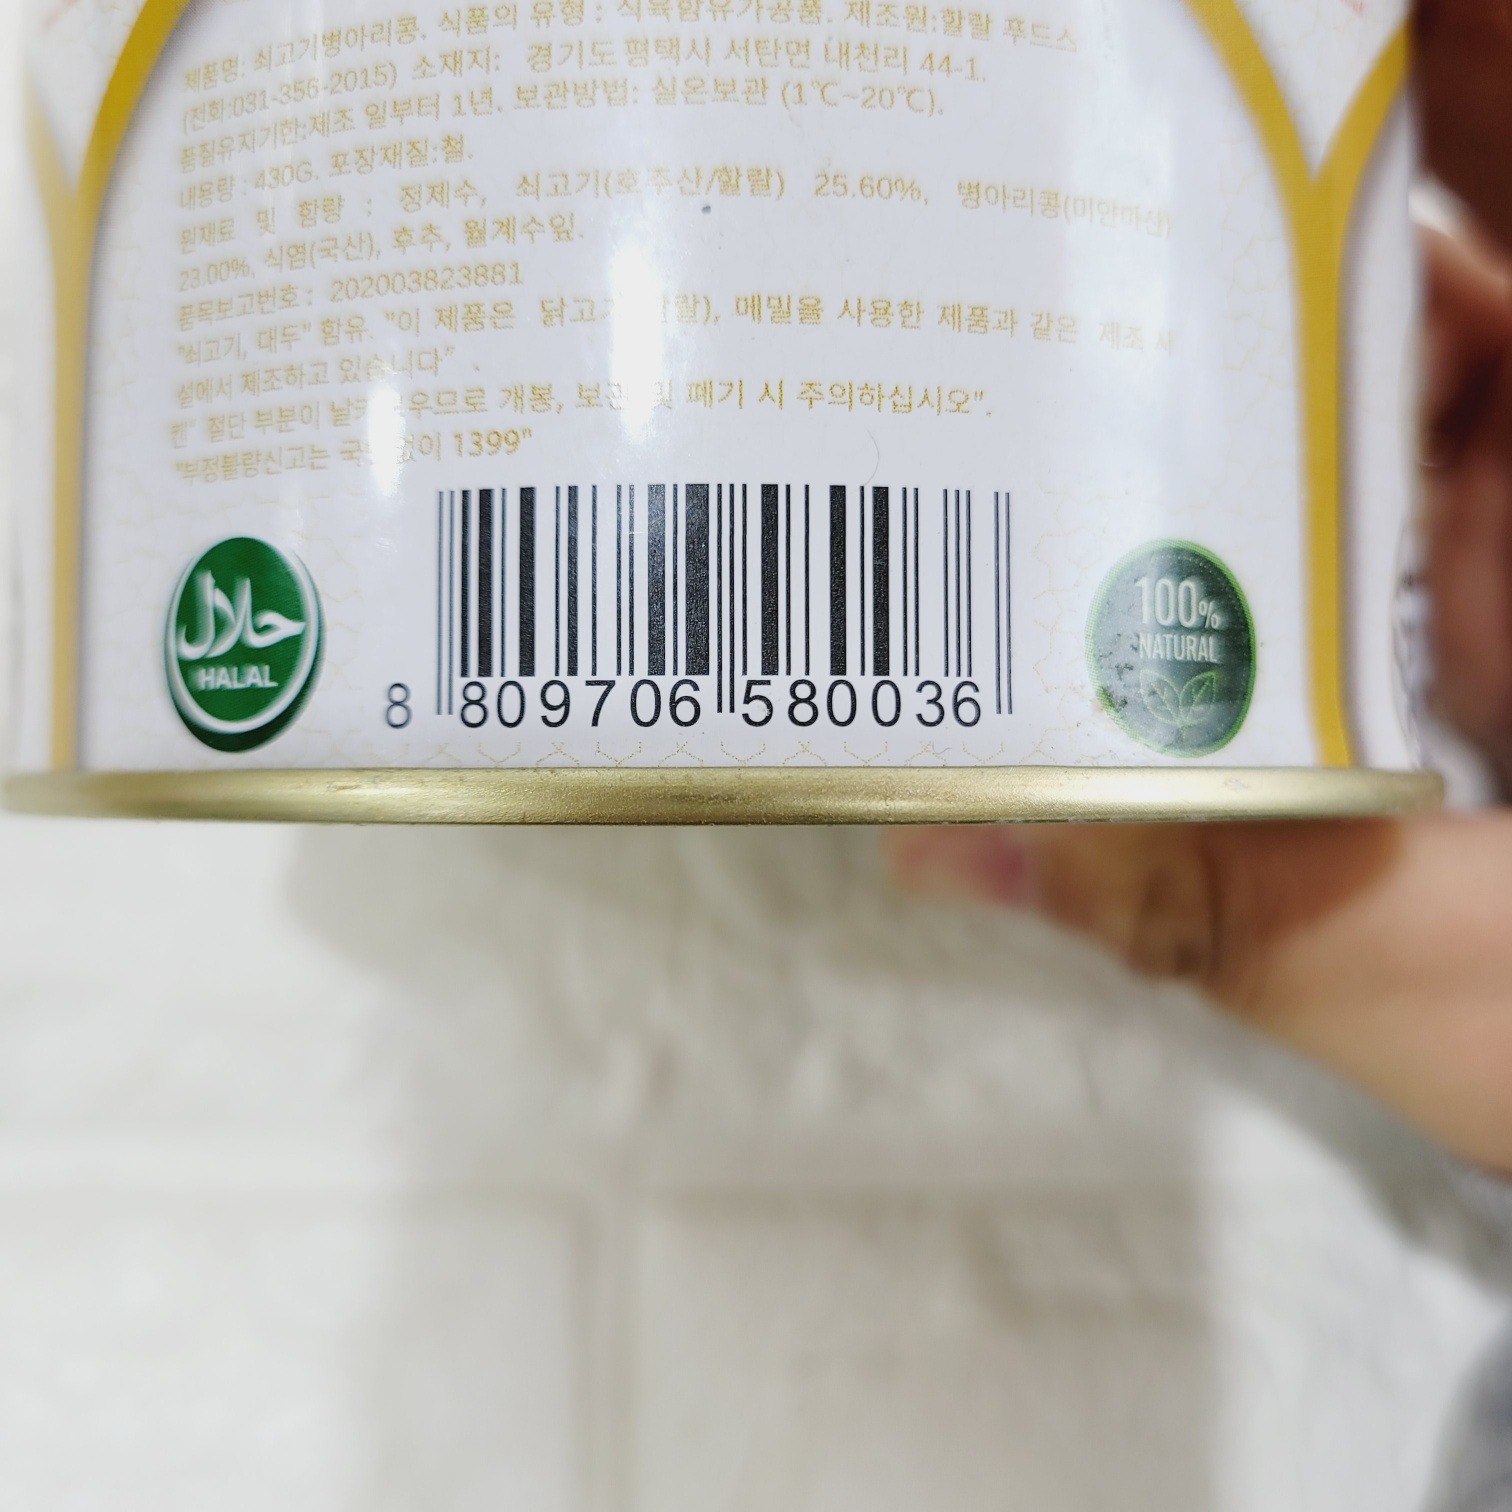 제품명: 쇠고기병아리콩. 식품의 유형 : 식육함유가공품. 제조원:할랄 푸드스
(전화:031-356-2015) 소재지: 경기도 평택시 서탄면 내천리 44-1.
품질유지기한:제조 일부터 1년. 보관방법: 실온보관 (1℃~20℃).
내용량 : 430G. 포장재질:철.
원재료 및 함량 : 정제수, 쇠고기(호주산/할랄) 25.60%, 병아리콩(미얀마산)
23.00%, 식염(국산), 후추, 월계수잎.
품목보고번호 : 202003823881
"쇠고기, 대두" 함유. "이 제품은 닭고기 메밀을 사용한 제품과 같은 제조 시
설에서 제조하고 있습니다".
캔" 절단 부분이 개봉, 보관 및 폐기 시 주의하십시오".
"부정불량신고는 국번없이 1399"
حلال
HALAL
8 809706 580036
100%
NATURAL